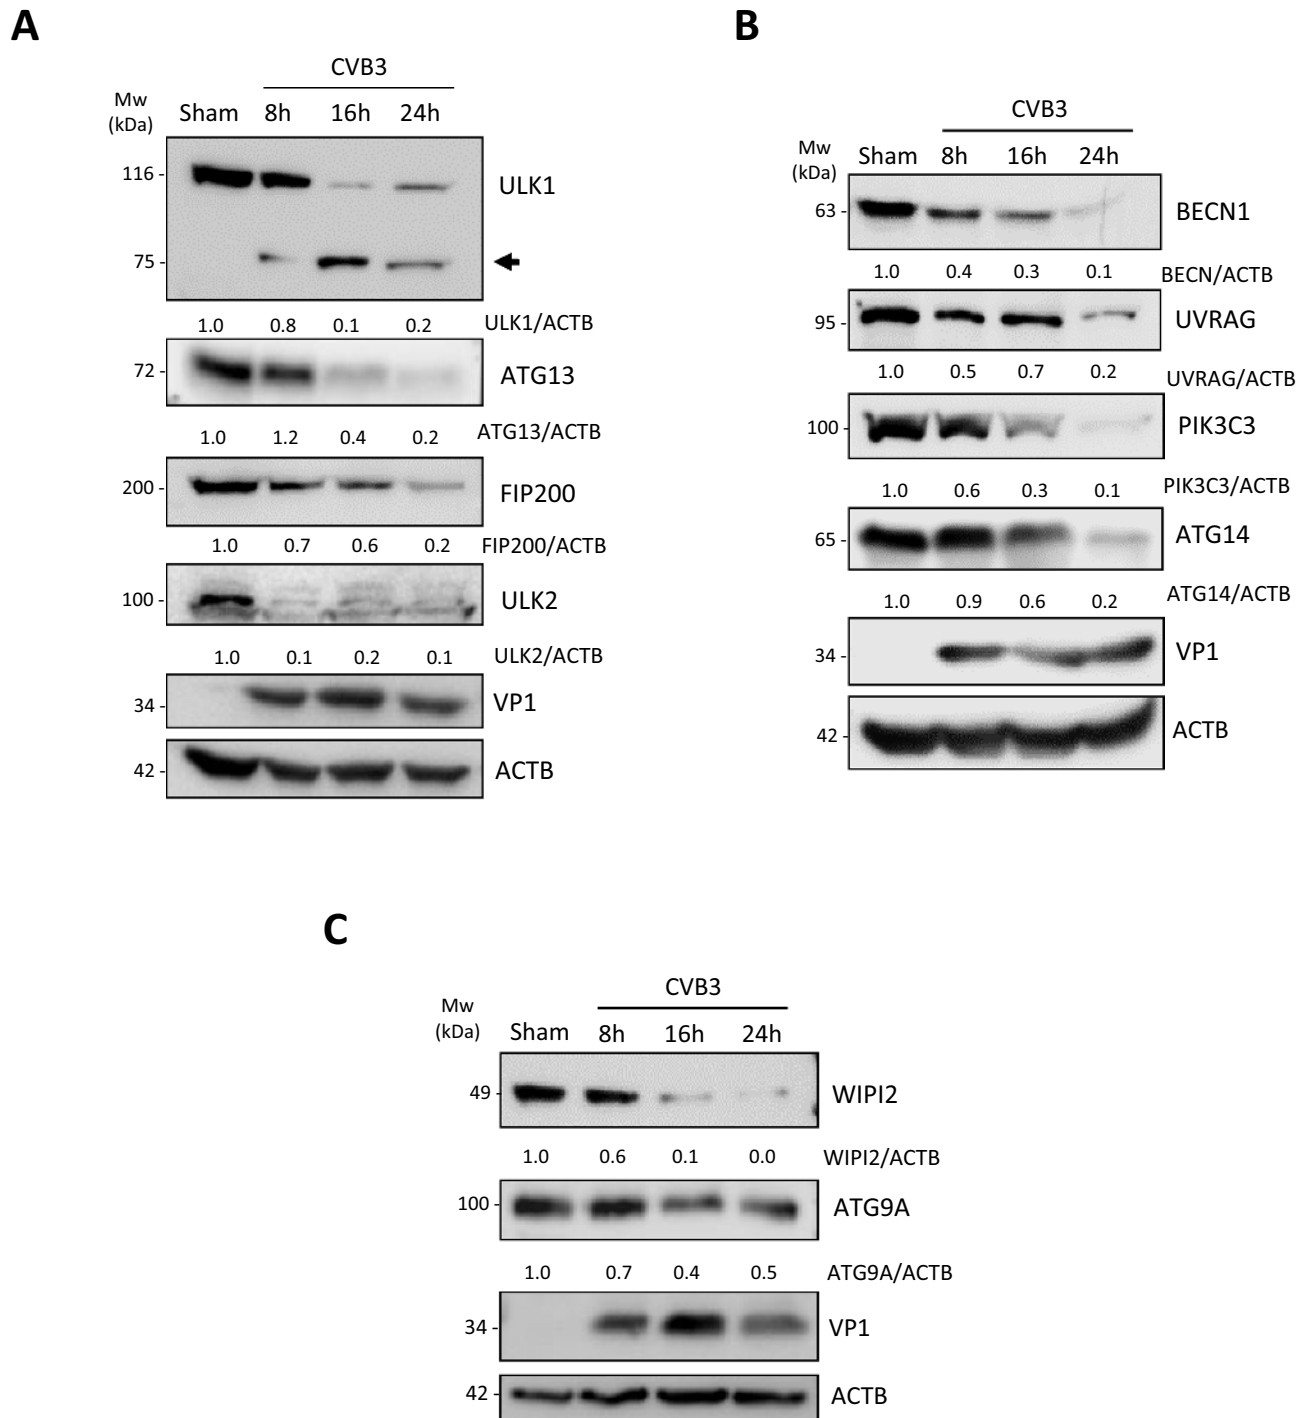 A
CVB3
Mw
(kDa)
Sham 8h 16h 24h
116 -
ULK1
75 -
1.0 0.8 0.1 0.2 ULK1/ACTB
72 -
ATG13
1.0 1.2 0.4 0.2 ATG13/ACTB
200 -
FIP200
1.0 0.7 0.6 0.2 FIP200/ACTB
100 -
ULK2
1.0 0.1 0.2 0.1 ULK2/ACTB
34 -
VP1
42 -
ACTB
B
CVB3
Mw
(kDa)
Sham 8h 16h 24h
63 -
BECN1
1.0 0.4 0.3 0.1 BECN/ACTB
95 -
UVRAG
1.0 0.5 0.7 0.2 UVRAG/ACTB
100 -
PIK3C3
1.0 0.6 0.3 0.1 PIK3C3/ACTB
65 -
ATG14
1.0 0.9 0.6 0.2 ATG14/ACTB
34 -
VP1
42 -
ACTB
C
CVB3
Mw
(kDa)
Sham 8h 16h 24h
49 -
WIPI2
1.0 0.6 0.1 0.0 WIPI2/ACTB
100 -
ATG9A
1.0 0.7 0.4 0.5 ATG9A/ACTB
34 -
VP1
42 -
ACTB